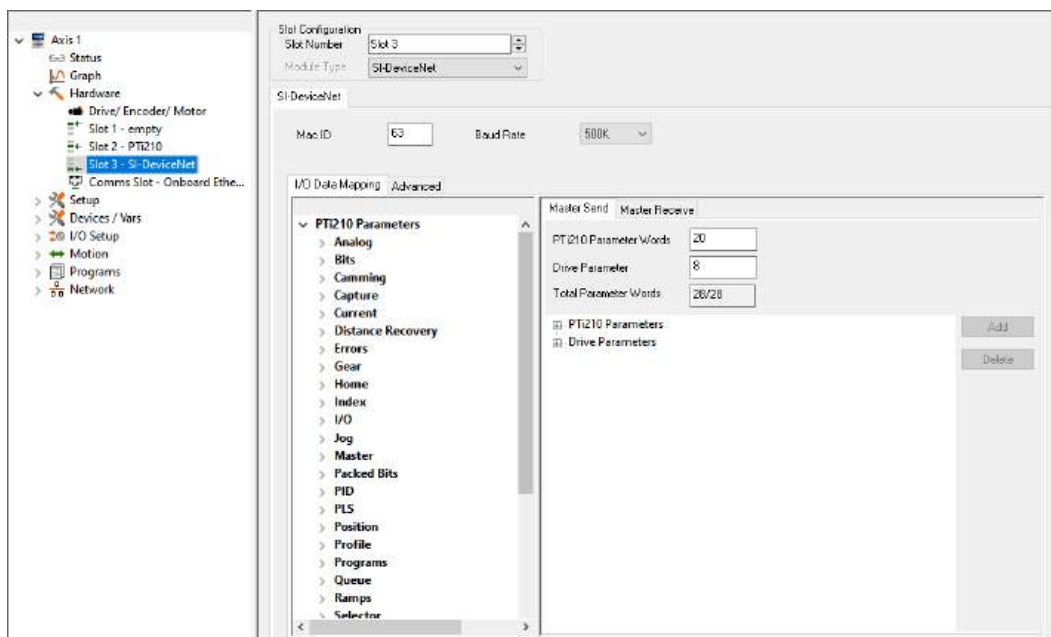 Axis 1
Status
Graph
Hardware
Drive/ Encoder/ Motor
Slot 1 - empty
Slot 2 - PTi210
Slot 3 - SI-DeviceNet
Comms Slot - Onboard Ethe...
Setup
Devices / Vars
I/O Setup
Motion
Programs
Network
Slot Configuration
Slot Number
Slot 3
Module Type
SI-DeviceNet
SI-DeviceNet
Mac ID
63
Baud Rate
500K
I/O Data Mapping
Advanced
PTi210 Parameters
Analog
Bits
Camming
Capture
Current
Distance Recovery
Errors
Gear
Home
Index
I/O
Jog
Master
Packed Bits
PID
PLS
Position
Profile
Programs
Queue
Ramps
Selector
Master Send
Master Receive
PTi210 Parameter Words
20
Drive Parameter
8
Total Parameter Words
28/28
PTi210 Parameters
Drive Parameters
Add
Delete